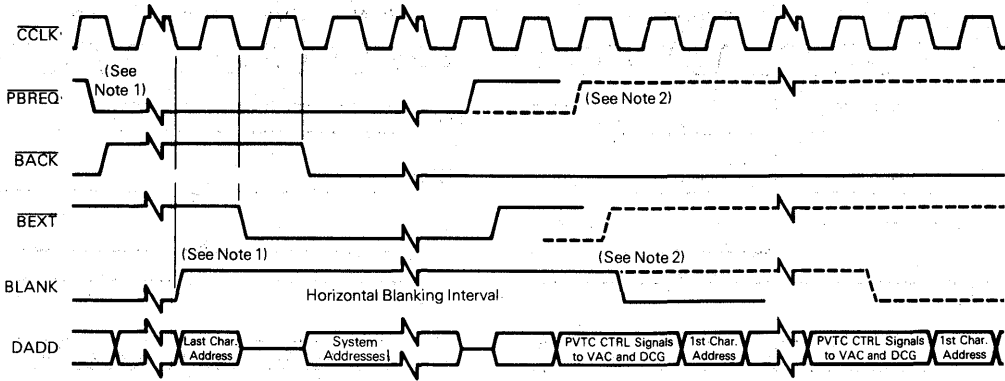 CCLK
(See
Note 1)
PBREQ
(See Note 2)
BACK
BEXT
(See Note 1)
(See Note 2)
BLANK
Horizontal Blanking Interval
DADD
Last Char.
Address
System
Addresses
PVTC CTRL Signals
to VAC and DCG
1st Char.
Address
PVTC CTRL Signals
to VAC and DCG
1st Char.
Address